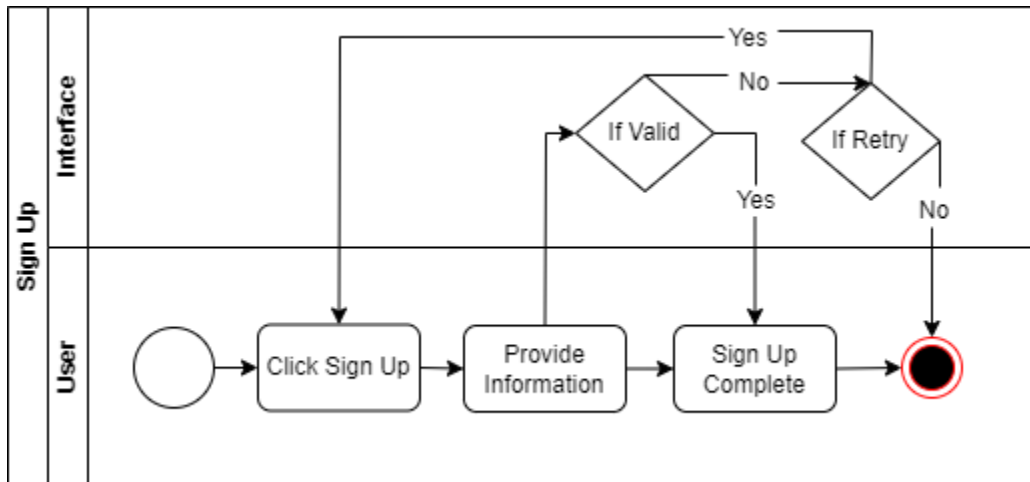 Sign Up
Interface
User
Yes
No
If Valid
If Retry
Yes
No
Click Sign Up
Provide
Information
Sign Up
Complete